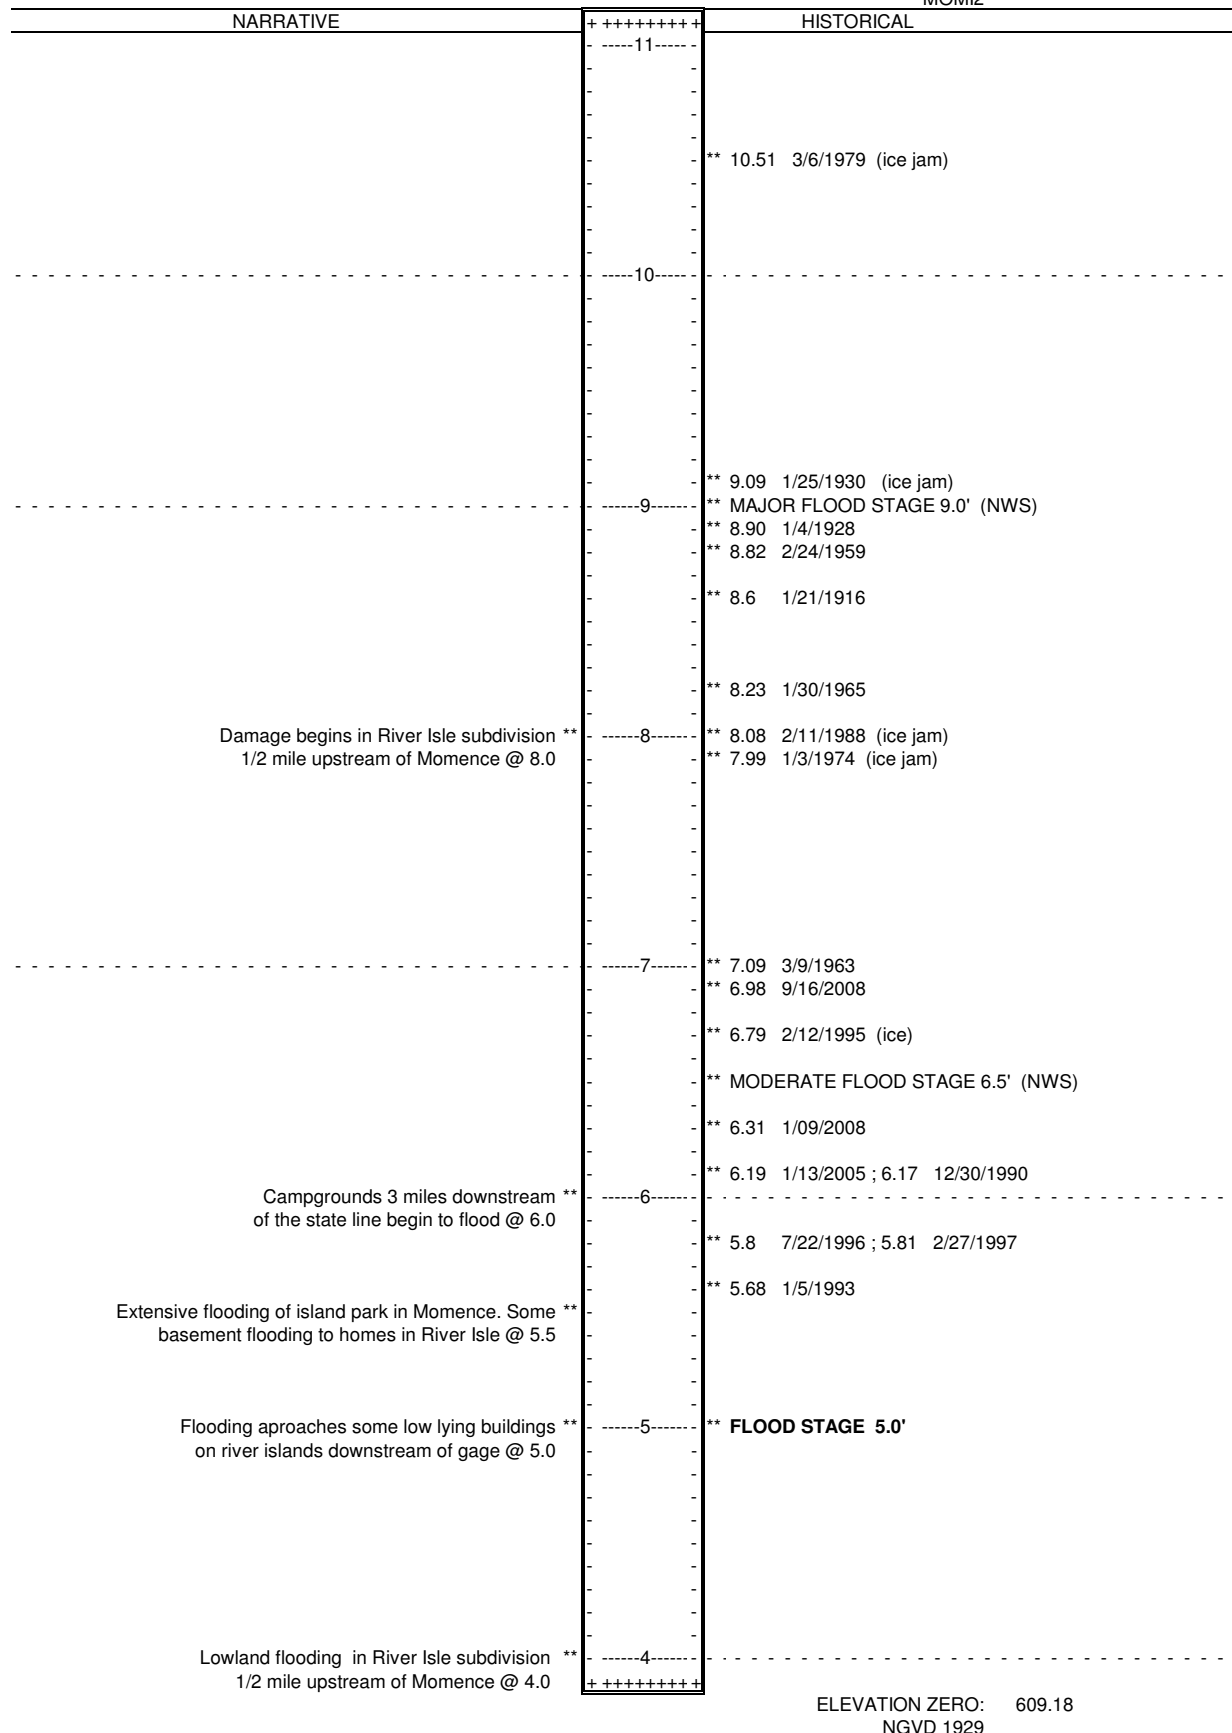 MOMI2
NARRATIVE + +++++++++ + HISTORICAL
- -----11----- -
** 10.51 3/6/1979 (ice jam)
-----10-----
** 9.09 1/25/1930 (ice jam)
------9------- ** MAJOR FLOOD STAGE 9.0' (NWS)
** 8.90 1/4/1928
** 8.82 2/24/1959
** 8.6 1/21/1916
** 8.23 1/30/1965
Damage begins in River Isle subdivision ** - ------8------- ** 8.08 2/11/1988 (ice jam)
1/2 mile upstream of Momence @ 8.0 - - ** 7.99 1/3/1974 (ice jam)
------7------- ** 7.09 3/9/1963
** 6.98 9/16/2008
** 6.79 2/12/1995 (ice)
** MODERATE FLOOD STAGE 6.5' (NWS)
** 6.31 1/09/2008
** 6.19 1/13/2005 ; 6.17 12/30/1990
Campgrounds 3 miles downstream ** - ------6-------
of the state line begin to flood @ 6.0
** 5.8 7/22/1996 ; 5.81 2/27/1997
** 5.68 1/5/1993
Extensive flooding of island park in Momence. Some **
basement flooding to homes in River Isle @ 5.5
Flooding aproaches some low lying buildings ** - ------5------- ** FLOOD STAGE 5.0'
on river islands downstream of gage @ 5.0
Lowland flooding in River Isle subdivision ** - ------4-------
1/2 mile upstream of Momence @ 4.0 + +++++++++ +
ELEVATION ZERO: 609.18
NGVD 1929